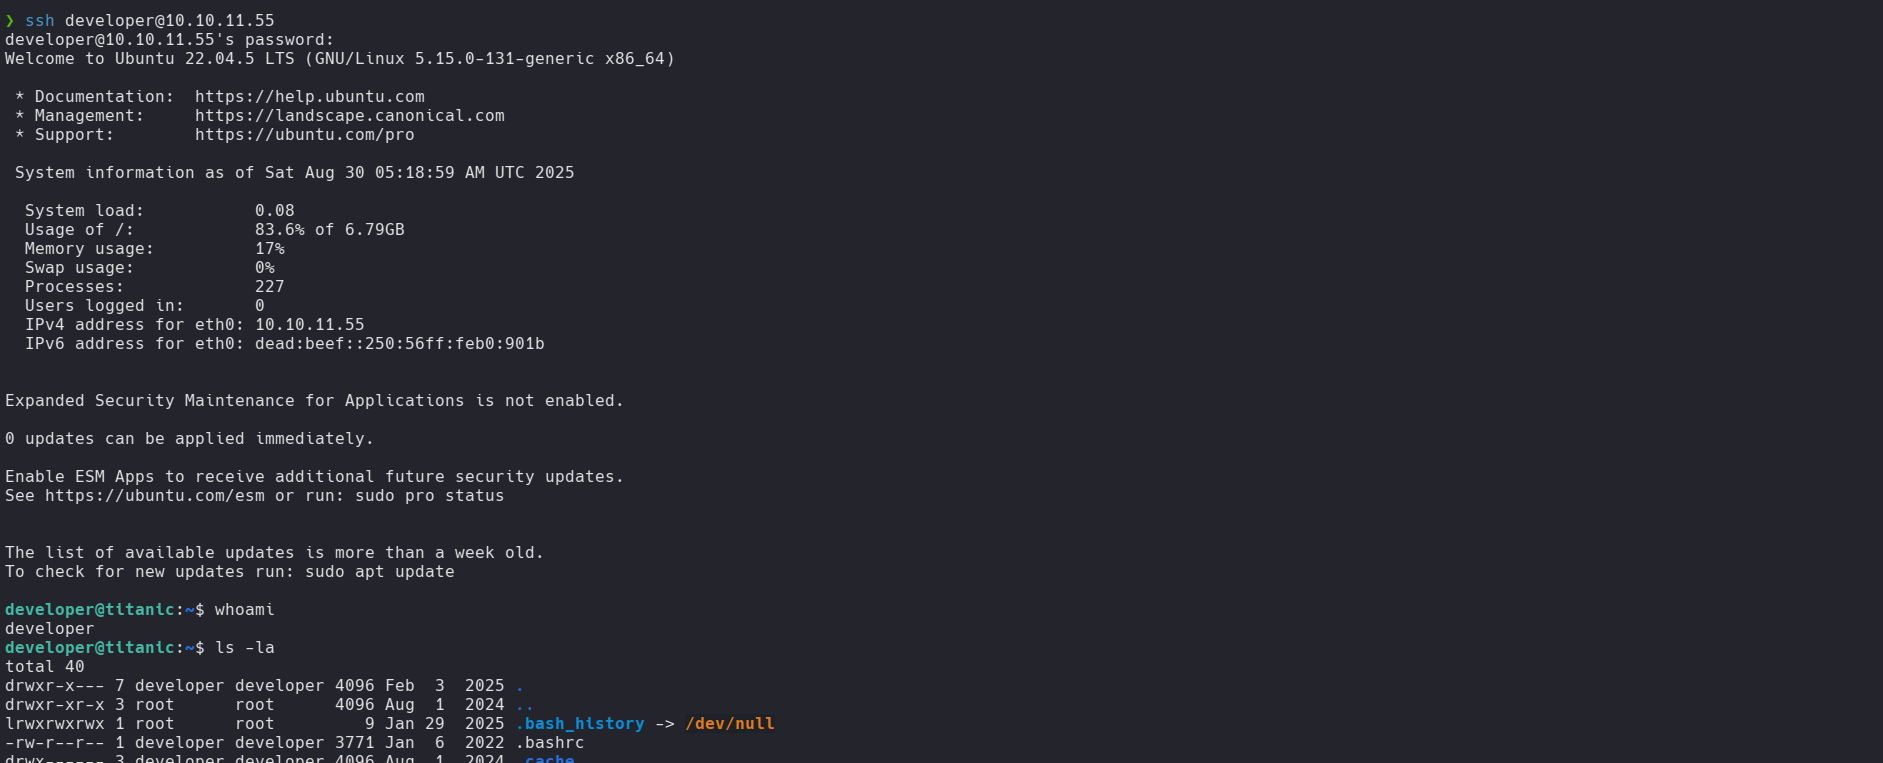 ❯ ssh developer@10.10.11.55
developer@10.10.11.55's password:
Welcome to Ubuntu 22.04.5 LTS (GNU/Linux 5.15.0-131-generic x86_64)
* Documentation:  https://help.ubuntu.com
* Management:     https://landscape.canonical.com
* Support:        https://ubuntu.com/pro
System information as of Sat Aug 30 05:18:59 AM UTC 2025
System load:           0.08
Usage of /:            83.6% of 6.79GB
Memory usage:          17%
Swap usage:            0%
Processes:             227
Users logged in:       0
IPv4 address for eth0: 10.10.11.55
IPv6 address for eth0: dead:beef::250:56ff:feb0:901b
Expanded Security Maintenance for Applications is not enabled.
0 updates can be applied immediately.
Enable ESM Apps to receive additional future security updates.
See https://ubuntu.com/esm or run: sudo pro status
The list of available updates is more than a week old.
To check for new updates run: sudo apt update
developer@titanic:~$ whoami
developer
developer@titanic:~$ ls -la
total 40
drwxr-x--- 7 developer developer 4096 Feb  3  2025 .
drwxr-xr-x 3 root      root      4096 Aug  1  2024 ..
lrwxrwxrwx 1 root      root         9 Jan 29  2025 .bash_history -> /dev/null
-rw-r--r-- 1 developer developer 3771 Jan  6  2022 .bashrc
drwx------ 3 developer developer 4096 Aug  1  2024 .cache